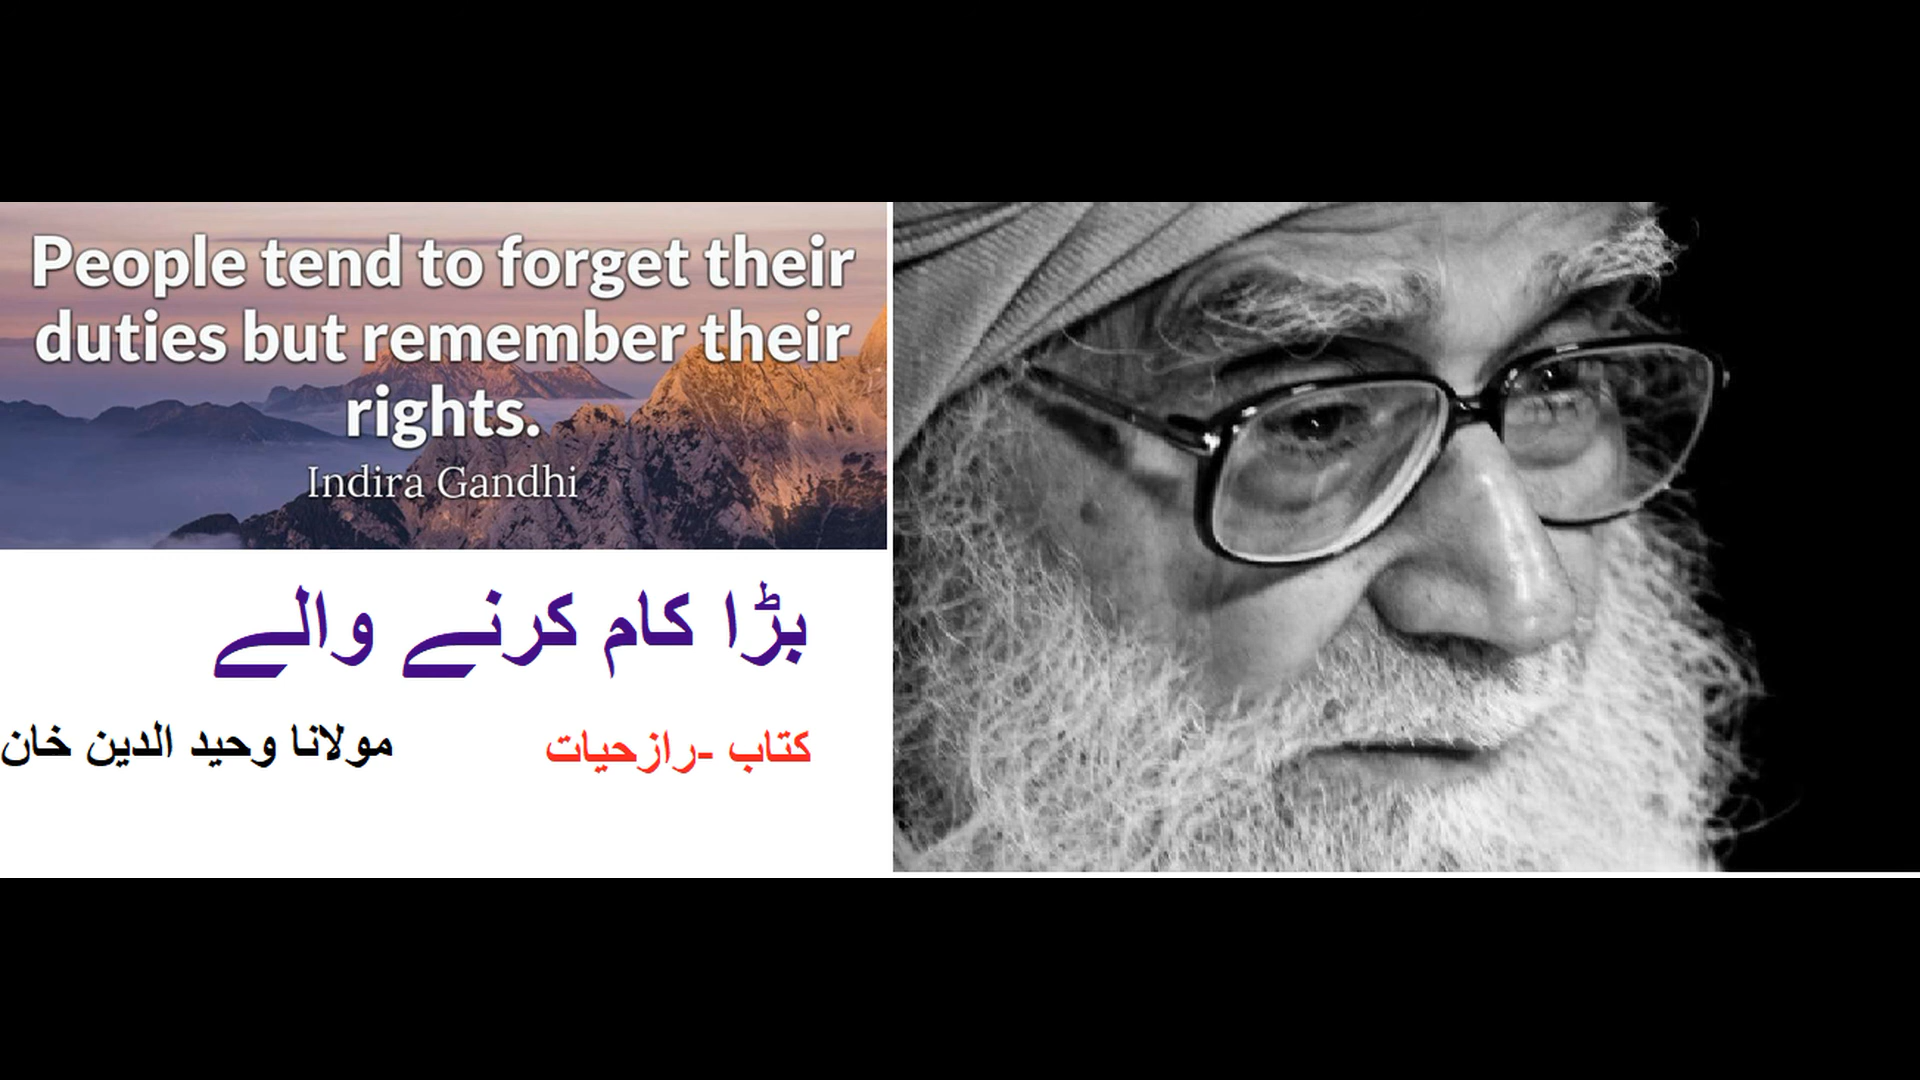 People tend to forget their
duties but remember their
rights.
Indira Gandhi
بڑا کام کرنے والے
کتاب -رازحیات
مولانا وحید الدین خان